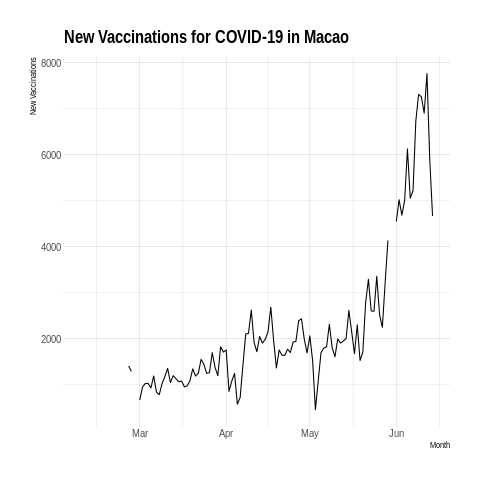 New Vaccinations for COVID-19 in Macao
New Vaccinations
8000
6000
4000
2000
Mar Apr May Jun
Month